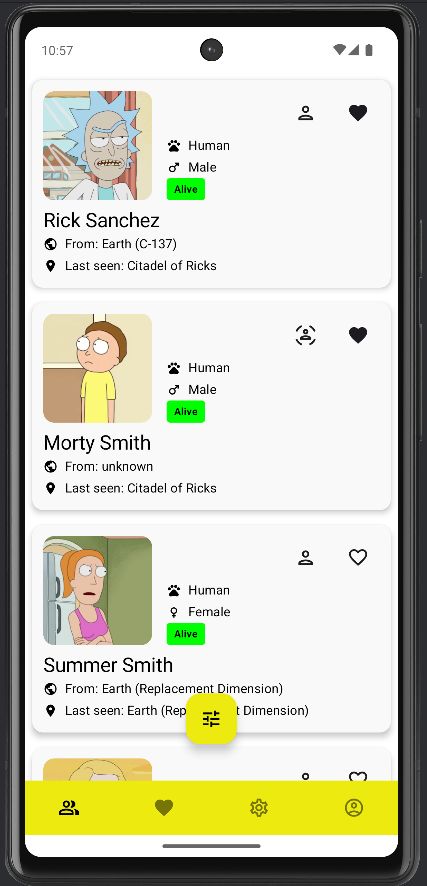 10:57
Human
Male
Alive
Rick Sanchez
From: Earth (C-137)
Last seen: Citadel of Ricks
Human
Male
Alive
Morty Smith
From: unknown
Last seen: Citadel of Ricks
Human
Female
Alive
Summer Smith
From: Earth (Replacement Dimension)
Last seen: Earth (Rep t Dimension)